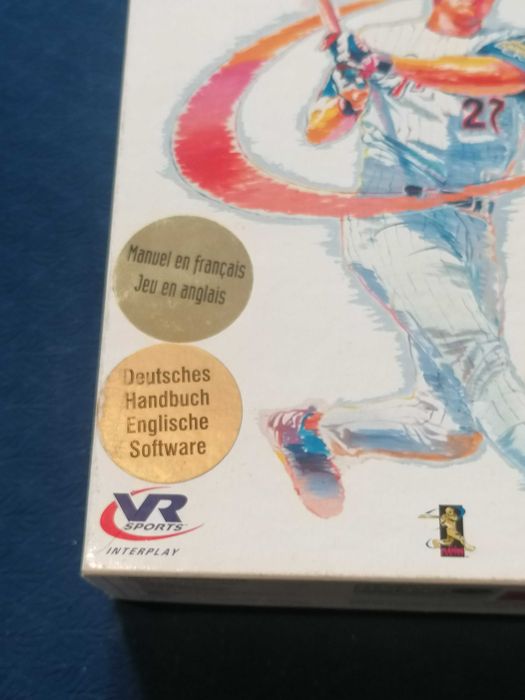 27
Manuel en français
Jeu en anglais
Deutsches
Handbuch
Englische
Software
VR
SPORTS
INTERPLAY